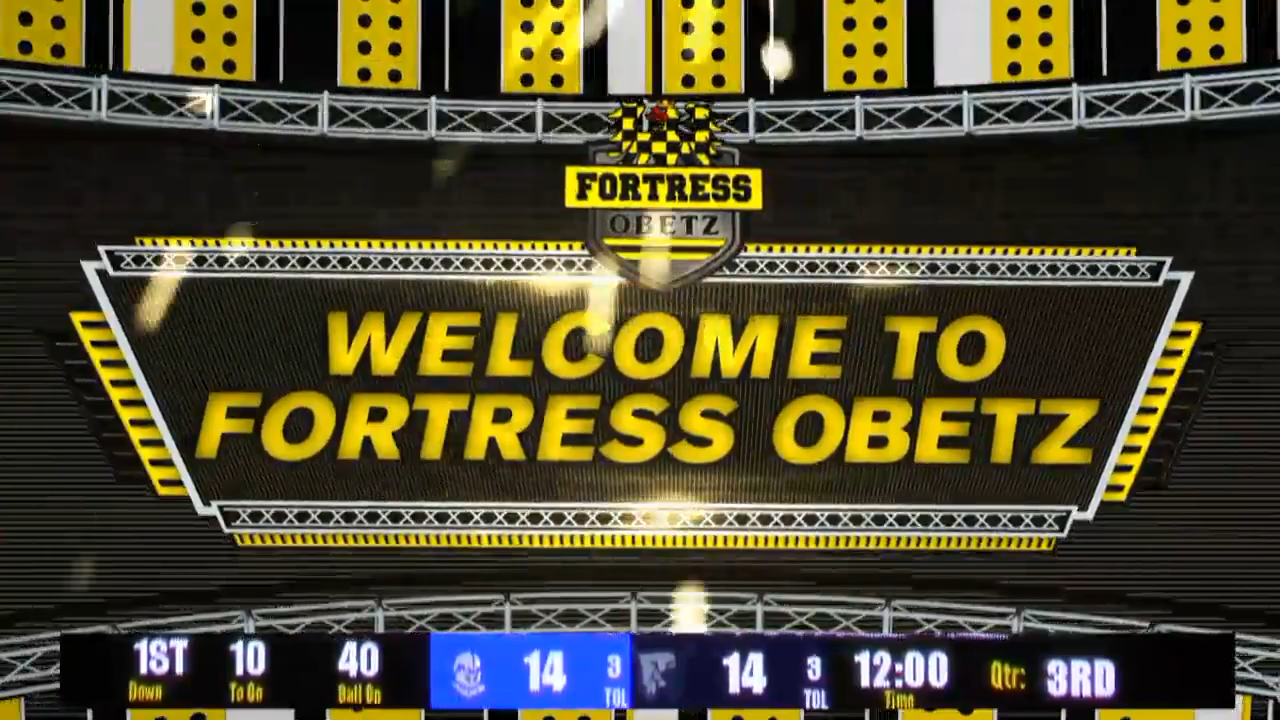 FORTRESS
OBETZ
WELCOME TO
FORTRESS OBETZ
1ST 10 40 14 3 14 3 12:00 Qtr: 3RD
Down To Go Ball On TOL TOL Time